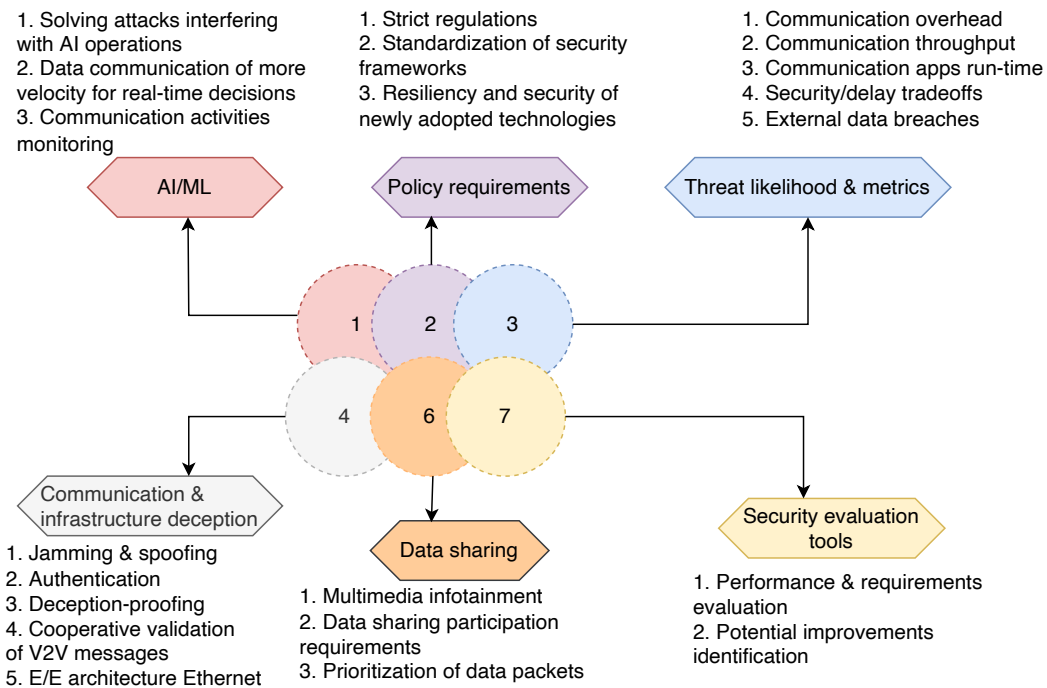 1. Solving attacks interfering
with AI operations
2. Data communication of more
velocity for real-time decisions
3. Communication activities
monitoring
1. Strict regulations
2. Standardization of security
frameworks
3. Resiliency and security of
newly adopted technologies
1. Communication overhead
2. Communication throughput
3. Communication apps run-time
4. Security/delay tradeoffs
5. External data breaches
AI/ML
Policy requirements
Threat likelihood & metrics
1
2
3
4
6
7
Communication &
infrastructure deception
Data sharing
Security evaluation
tools
1. Jamming & spoofing
2. Authentication
3. Deception-proofing
4. Cooperative validation
of V2V messages
5. E/E architecture Ethernet
1. Multimedia infotainment
2. Data sharing participation
requirements
3. Prioritization of data packets
1. Performance & requirements
evaluation
2. Potential improvements
identification